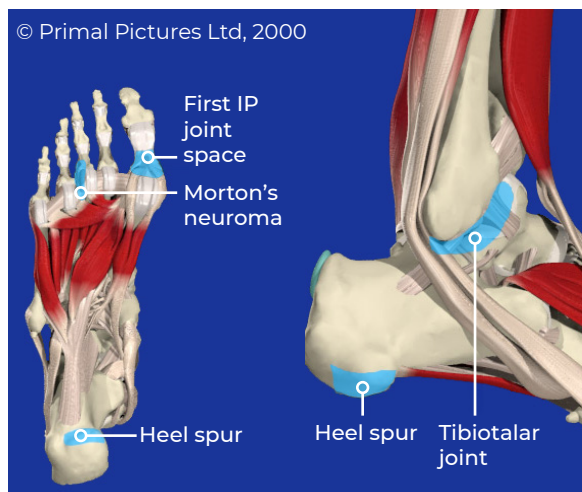 © Primal Pictures Ltd, 2000
First IP
joint
space
Morton's
neuroma
Heel spur
Heel spur
Tibiotalar
joint